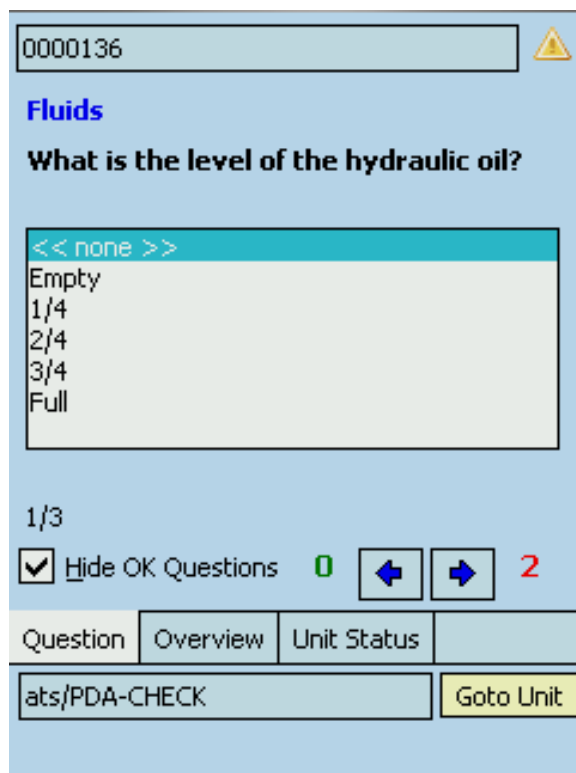 0000136
Fluids
What is the level of the hydraulic oil?
<< none >>
Empty
1/4
2/4
3/4
Full
1/3
Hide OK Questions 0 2
Question Overview Unit Status
ats/PDA-CHECK Goto Unit